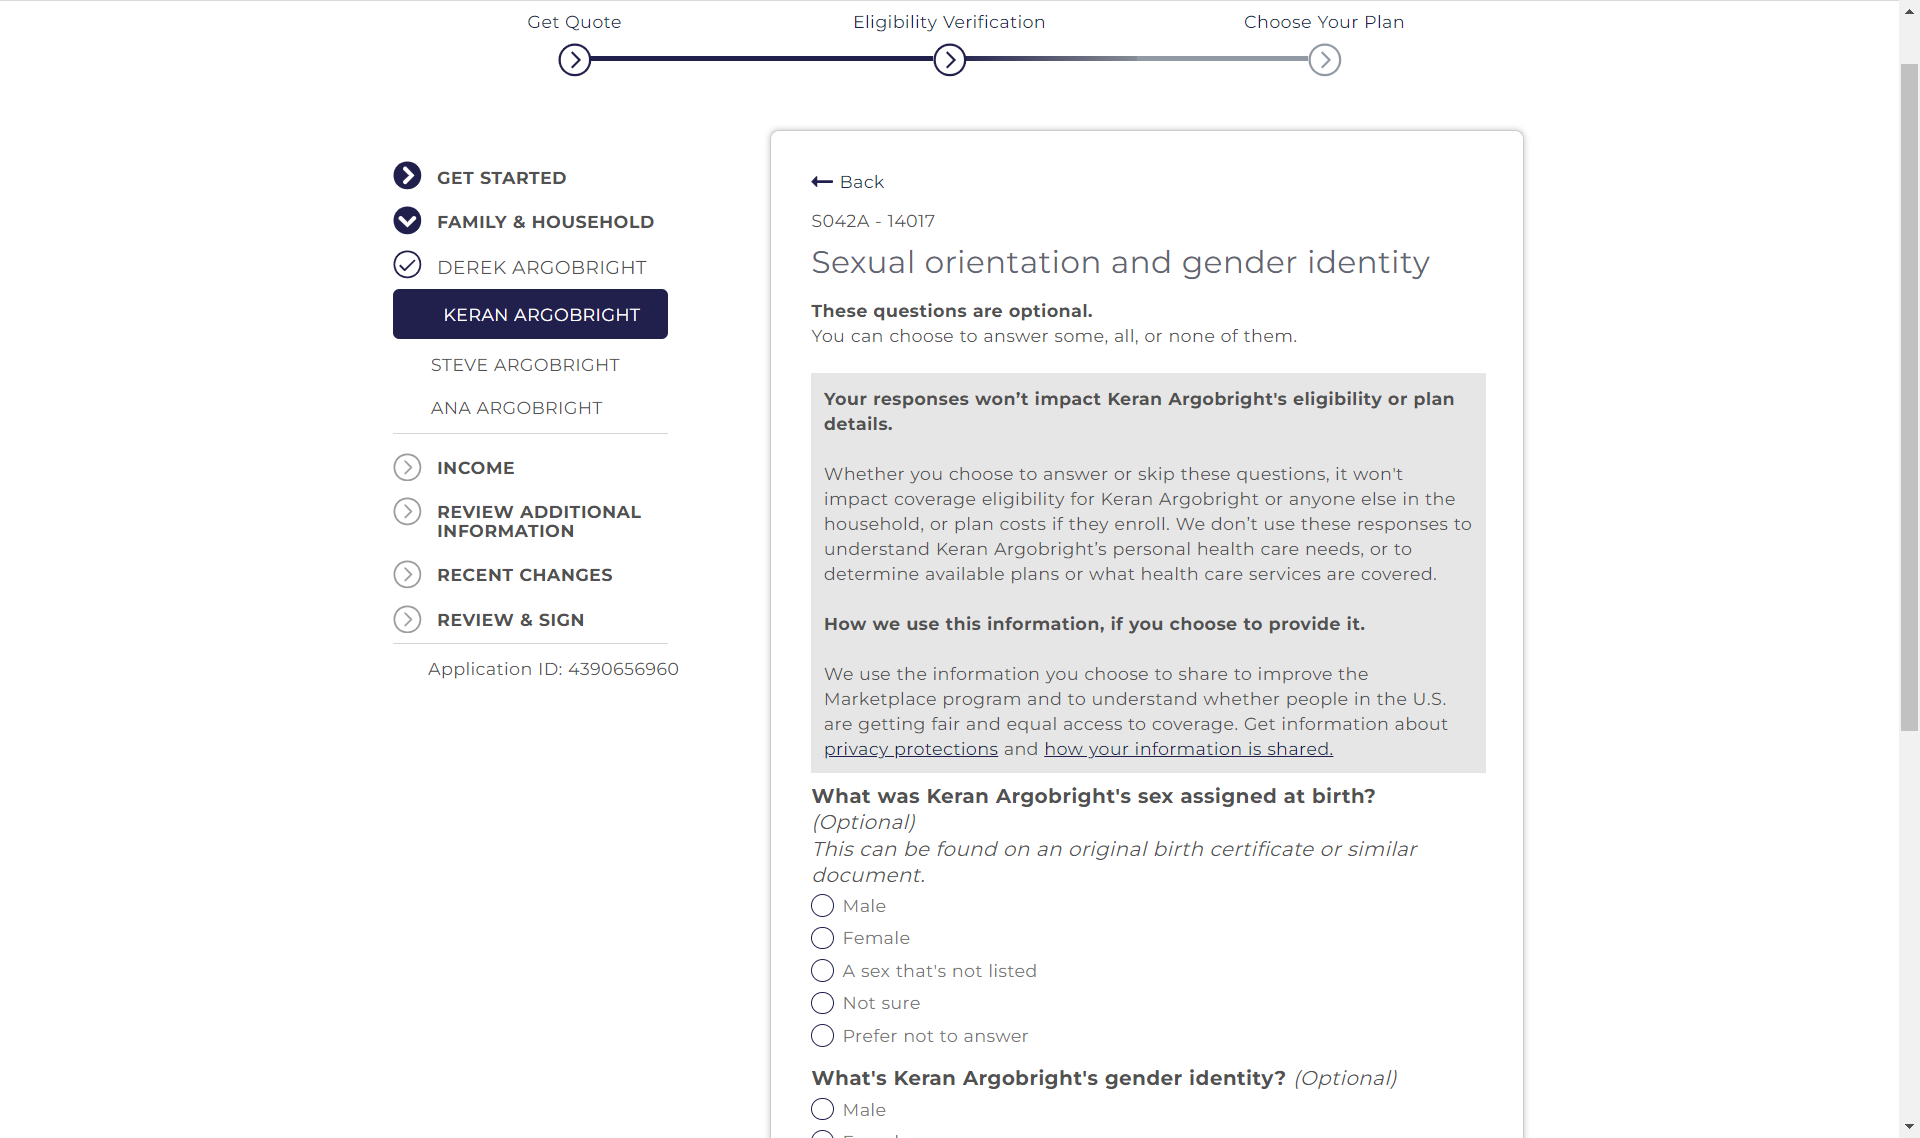 Get Quote
Eligibility Verification
Choose Your Plan
GET STARTED
FAMILY & HOUSEHOLD
DEREK ARGOBRIGHT
KERAN ARGOBRIGHT
STEVE ARGOBRIGHT
ANA ARGOBRIGHT
INCOME
REVIEW ADDITIONAL
INFORMATION
RECENT CHANGES
REVIEW & SIGN
Application ID: 4390656960
Back
S042A - 14017
Sexual orientation and gender identity
These questions are optional.
You can choose to answer some, all, or none of them.
Your responses won’t impact Keran Argobright's eligibility or plan
details.
Whether you choose to answer or skip these questions, it won't
impact coverage eligibility for Keran Argobright or anyone else in the
household, or plan costs if they enroll. We don’t use these responses to
understand Keran Argobright’s personal health care needs, or to
determine available plans or what health care services are covered.
How we use this information, if you choose to provide it.
We use the information you choose to share to improve the
Marketplace program and to understand whether people in the U.S.
are getting fair and equal access to coverage. Get information about
privacy protections and how your information is shared.
What was Keran Argobright's sex assigned at birth?
(Optional)
This can be found on an original birth certificate or similar
document.
Male
Female
A sex that's not listed
Not sure
Prefer not to answer
What's Keran Argobright's gender identity? (Optional)
Male